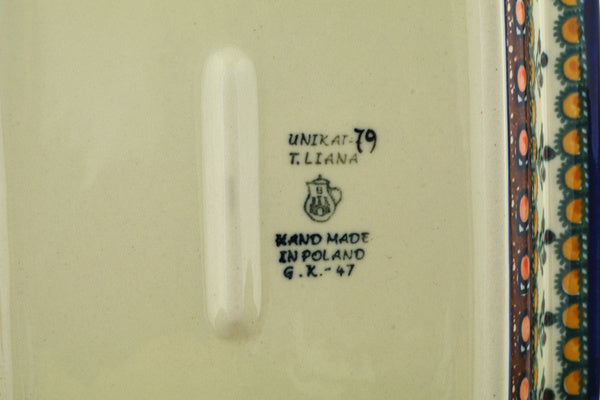 UNIKAT-79
T.LIANA
HAND MADE
IN POLAND
G.K.-47